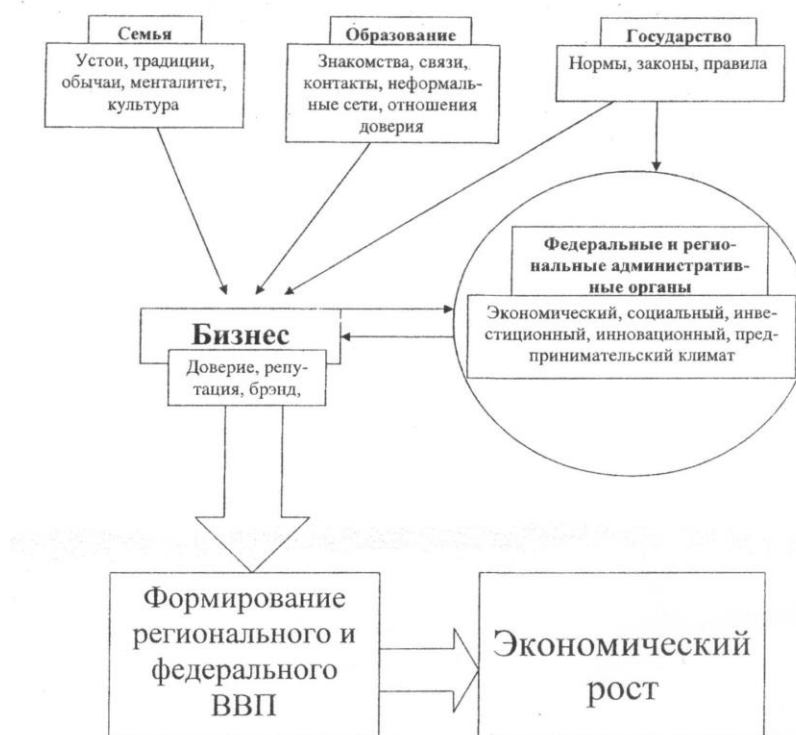 Семья
Устои, традиции,
обычаи, менталитет,
культура
Образование
Знакомства, связи,
контакты, неформаль-
ные сети, отношения
доверия
Государство
Нормы, законы, правила
Федеральные и регио-
нальные административ-
ные органы
Экономический, социальный, инве-
стиционный, инновационный, пред-
принимательский климат
Бизнес
Доверие, репу-
тация, брэнд,
Формирование
регионального и
федерального
ВВП
Экономический
рост